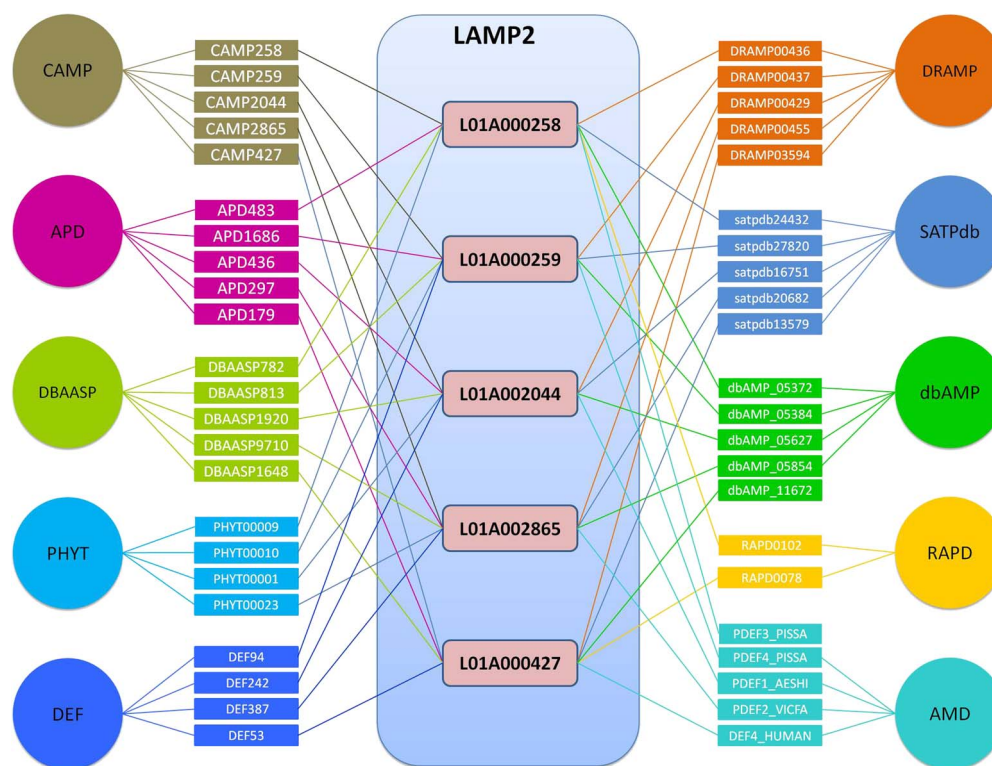 LAMP2
CAMP
CAMP258
CAMP259
CAMP2044
CAMP2865
CAMP427
APD
APD483
APD1686
APD436
APD297
APD179
DBAASP
DBAASP782
DBAASP813
DBAASP1920
DBAASP9710
DBAASP1648
PHYT
PHYT00009
PHYT00010
PHYT00001
PHYT00023
DEF
DEF94
DEF242
DEF387
DEF53
L01A000258
L01A000259
L01A002044
L01A002865
L01A000427
DRAMP00436
DRAMP00437
DRAMP00429
DRAMP00455
DRAMP03594
DRAMP
satpdb24432
satpdb27820
satpdb16751
satpdb20682
satpdb13579
SATPdb
dbAMP_05372
dbAMP_05384
dbAMP_05627
dbAMP_05854
dbAMP_11672
dbAMP
RAPD0102
RAPD0078
RAPD
PDEF3_PISSA
PDEF4_PISSA
PDEF1_AESHI
PDEF2_VICFA
DEF4_HUMAN
AMD